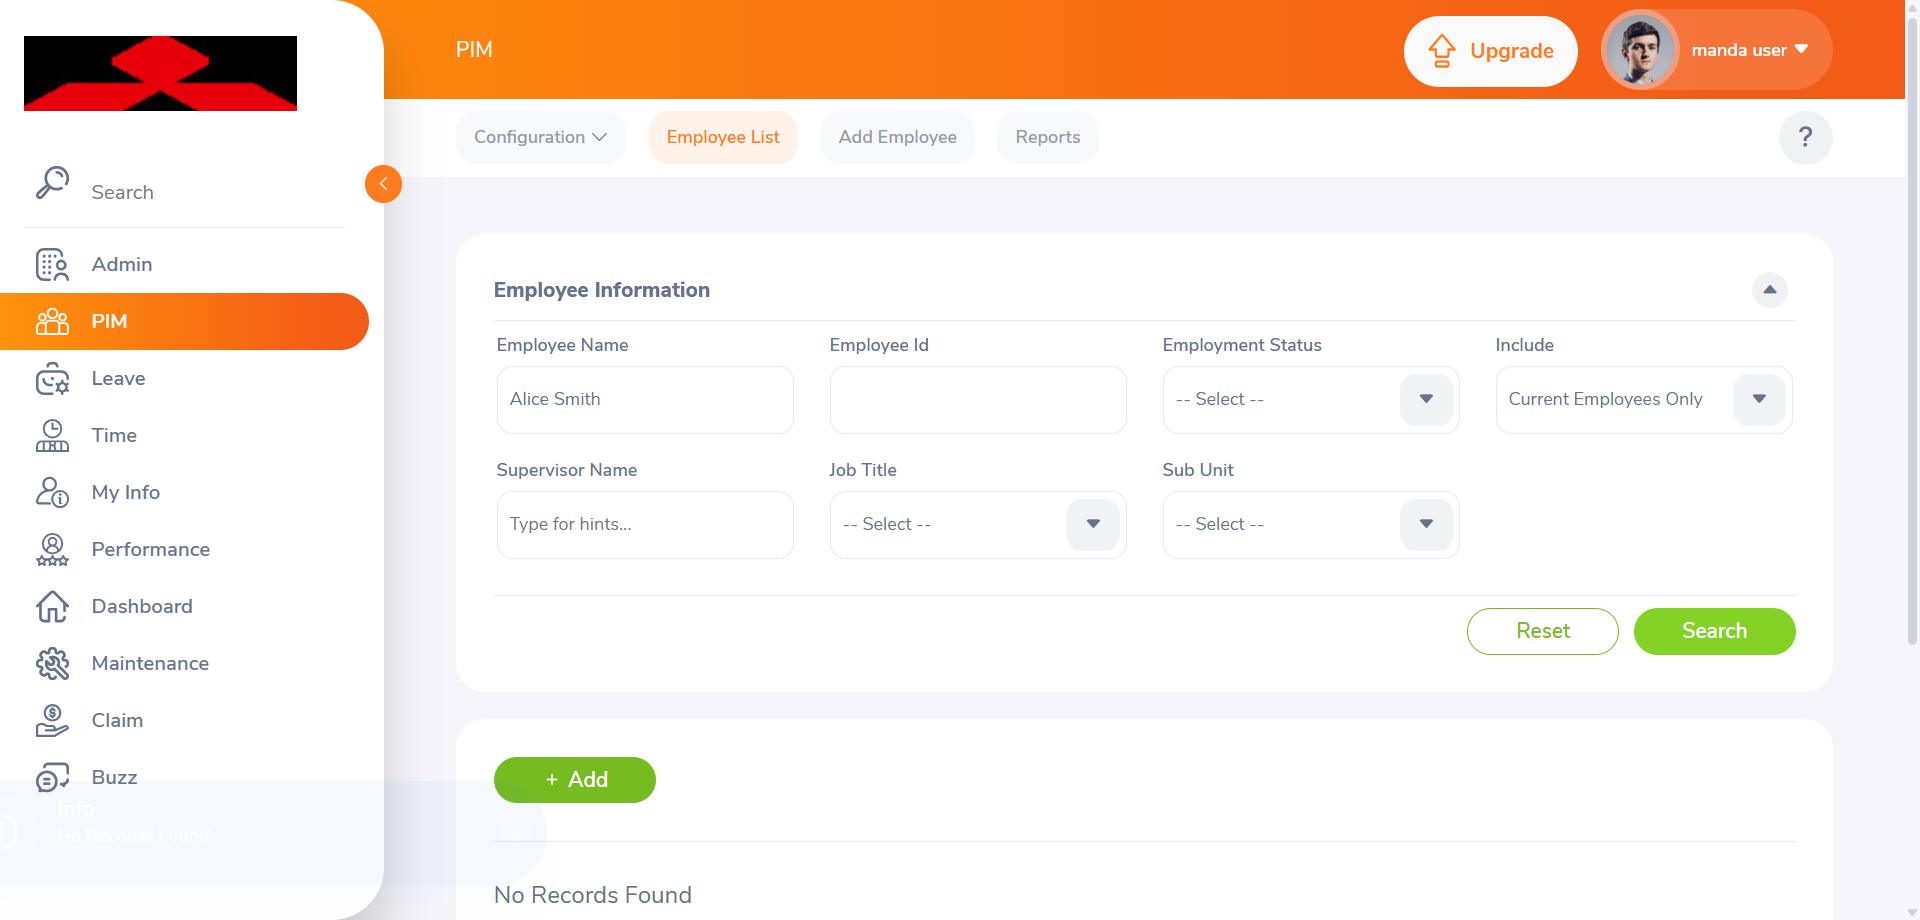 PIM
Upgrade
manda user
Configuration
Employee List
Add Employee
Reports
?
Search
Admin
PIM
Leave
Time
My Info
Performance
Dashboard
Maintenance
Claim
Buzz
Info
No Records Found
Employee Information
Employee Name
Employee Id
Employment Status
Include
Alice Smith
-- Select --
Current Employees Only
Supervisor Name
Job Title
Sub Unit
Type for hints...
-- Select --
-- Select --
Reset
Search
+ Add
No Records Found